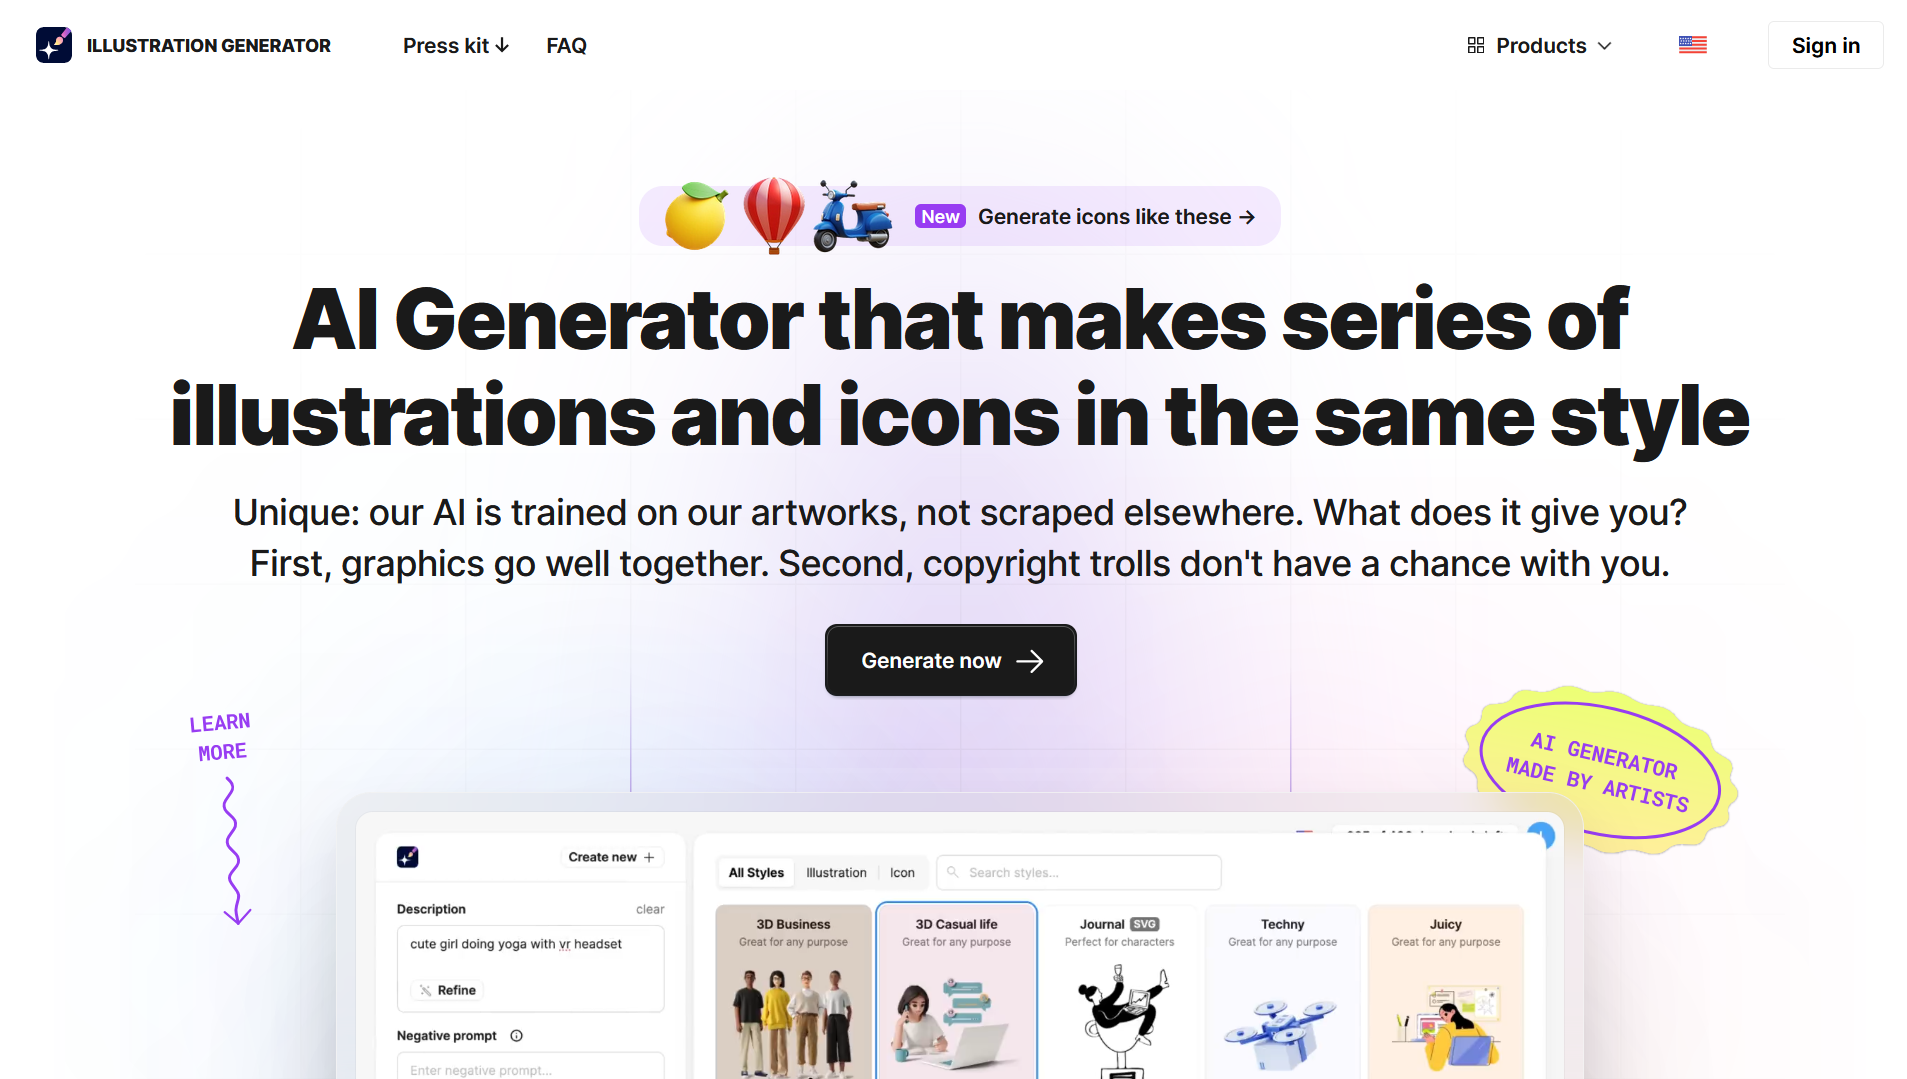 ILLUSTRATION GENERATOR
Press kit
FAQ
Products
Sign in
New
Generate icons like these →
AI Generator that makes series of
illustrations and icons in the same style
Unique: our AI is trained on our artworks, not scraped elsewhere. What does it give you?
First, graphics go well together. Second, copyright trolls don't have a chance with you.
Generate now
LEARN
MORE
AI GENERATOR
MADE BY ARTISTS
Create new +
All Styles
Illustration
Icon
Search styles...
Description
clear
cute girl doing yoga with vr headset
Refine
Negative prompt
Enter negative prompt...
3D Business
Great for any purpose
3D Casual life
Great for any purpose
Journal SVG
Perfect for characters
Techny
Great for any purpose
Juicy
Great for any purpose